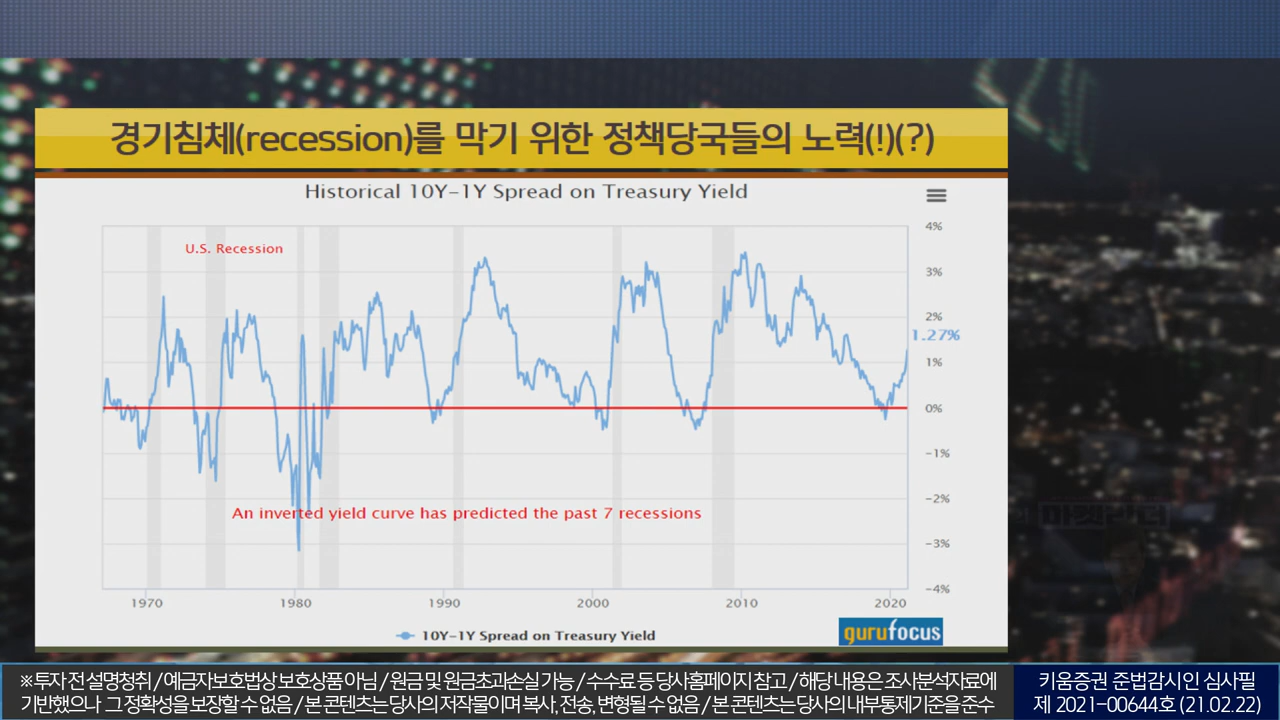 경기침체(recession)를 막기 위한 정책당국들의 노력(!)(?)
Historical 10Y-1Y Spread on Treasury Yield
U.S. Recession
4%
3%
2%
1.27%
1%
0%
-1%
-2%
An inverted yield curve has predicted the past 7 recessions
-3%
-4%
1970 1980 1990 2000 2010 2020
10Y-1Y Spread on Treasury Yield
gurufocus
※ 투자 전 설명청취 / 예금자보호법상 보호상품 아님 / 원금 및 원금초과손실 가능 / 수수료 등 당사홈페이지 참고 / 해당 내용은 조사분석자료에
기반했으나 그 정확성을 보장할 수 없음 / 본 콘텐츠는 당사의 저작물이며 복사, 전송, 변형될 수 없음 / 본 콘텐츠는 당사의 내부통제기준을 준수
키움증권 준법감시인 심사필
제 2021-00644호 (21.02.22)